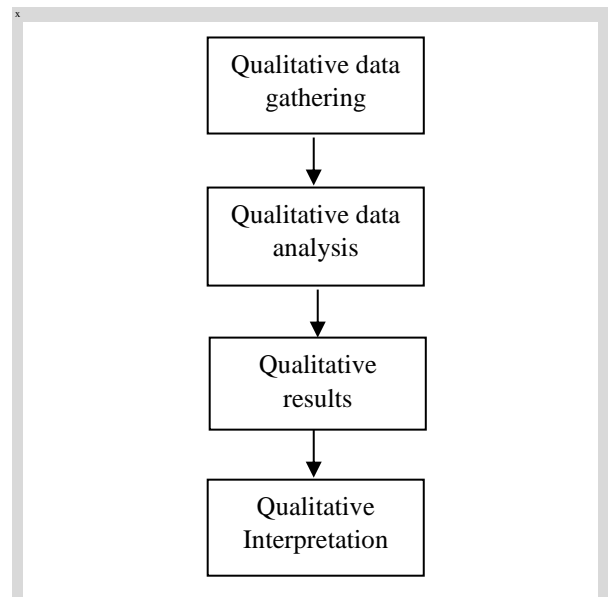 x
Qualitative data
gathering
Qualitative data
analysis
Qualitative
results
Qualitative
Interpretation